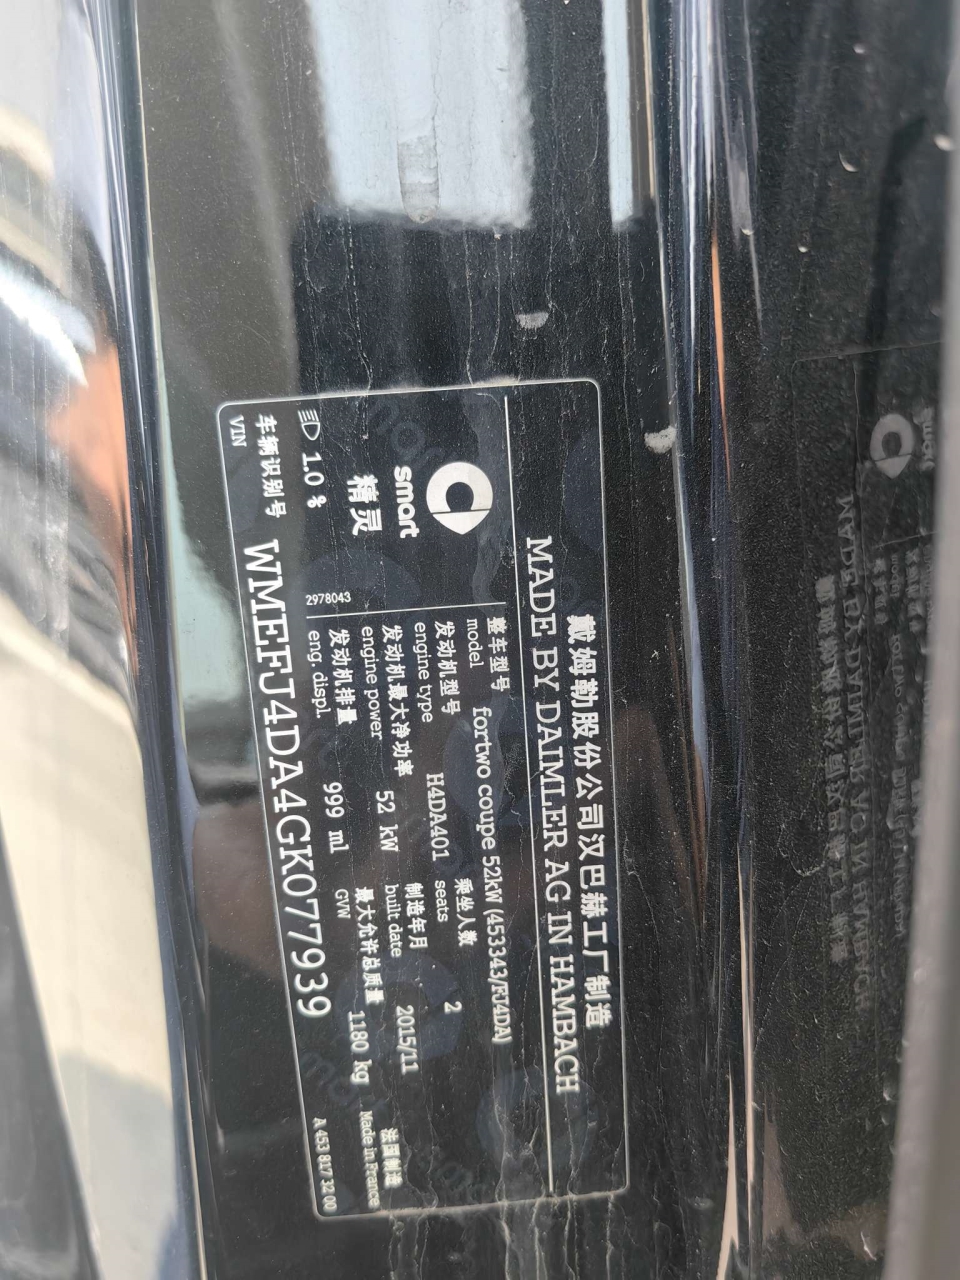 戴姆勒股份公司汉巴赫工厂制造
MADE BY DAIMLER AG IN HAMBACH
smart
精灵
1.0 %
2978043
整车型号
model fortwo coupe 52kW (453343/FJ4DA)
发动机型号
engine type H4DA401
乘坐人数
seats 2
发动机最大净功率
engine power 52 kW
制造年月
built date 2015/11
发动机排量
eng. displ. 999 ml
最大允许总质量
GVW 1180 kg
法国制造
Made in France
车辆识别号
VIN WMEFJ4DA4GK077939
A 453 817 32 00